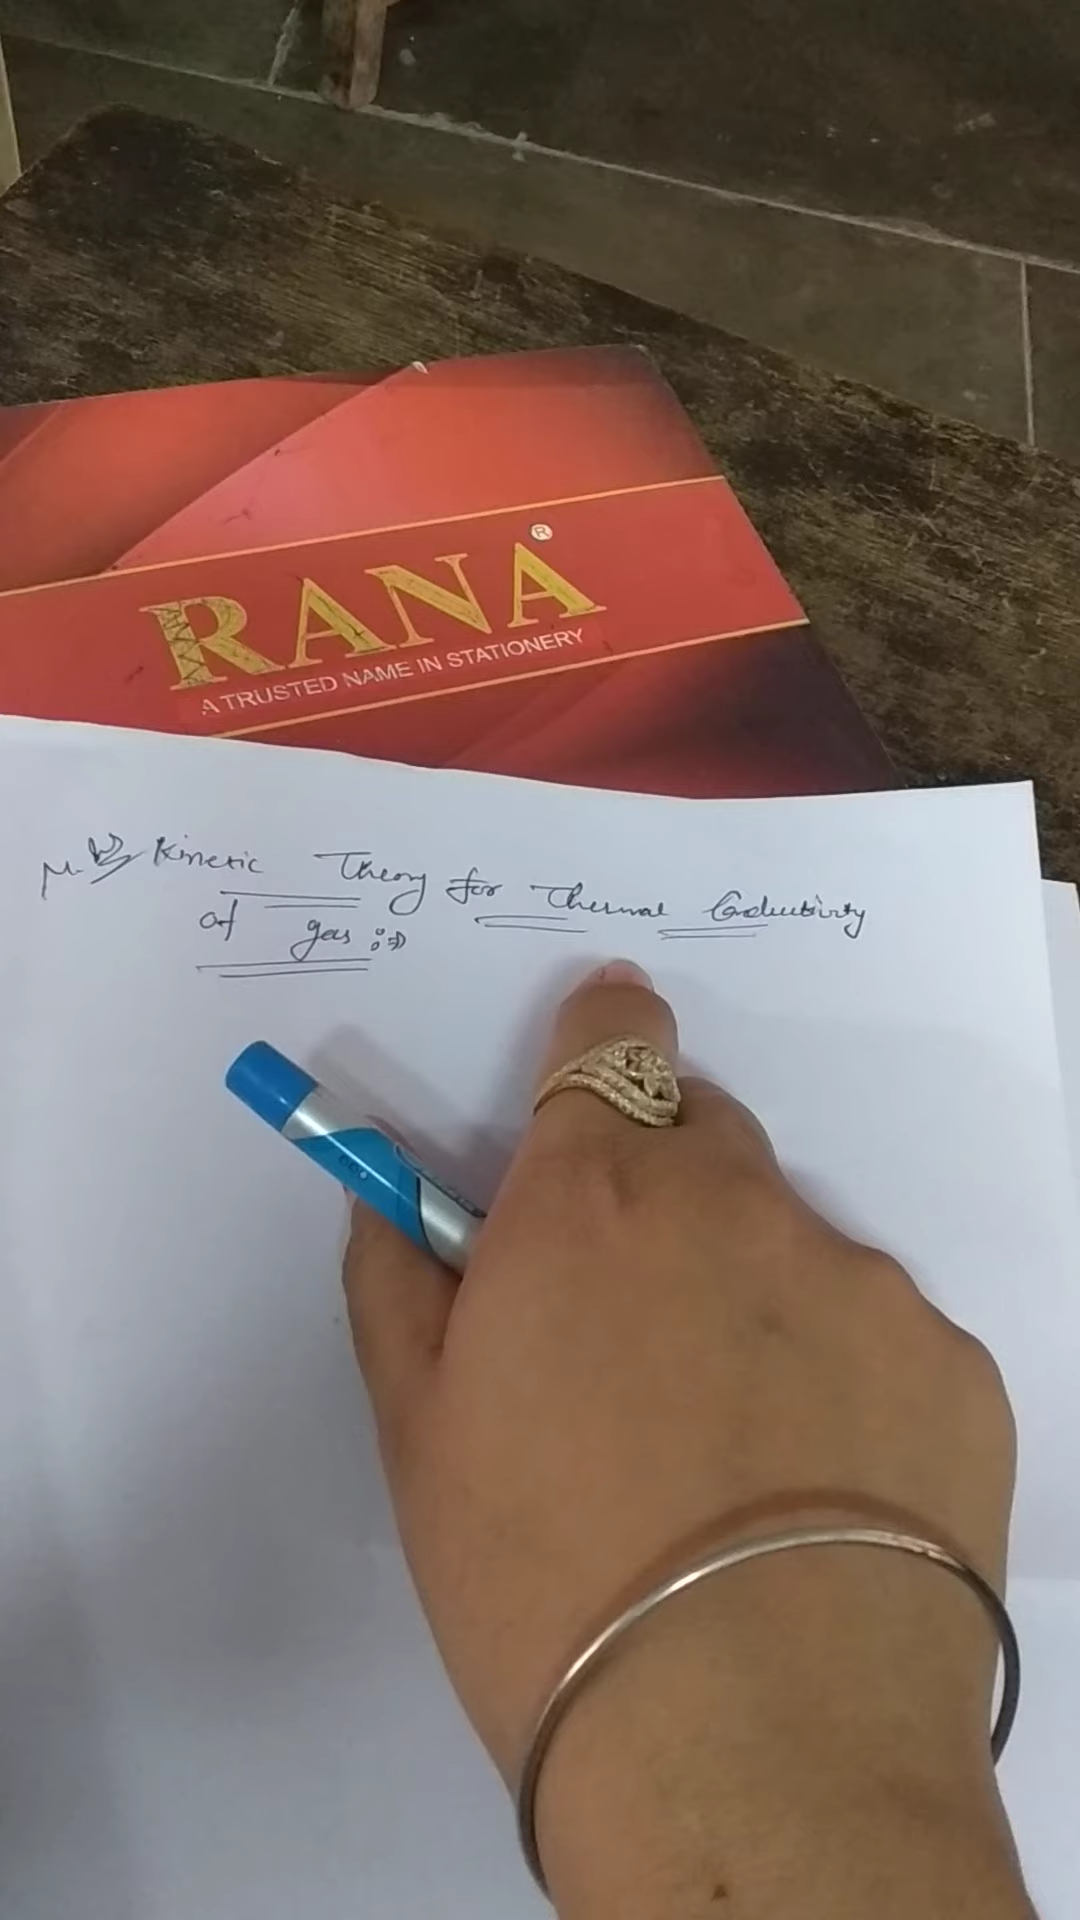 RANA®
A TRUSTED NAME IN STATIONERY
Kinetic Theory for Thermal Conductivity
of gas :⇒